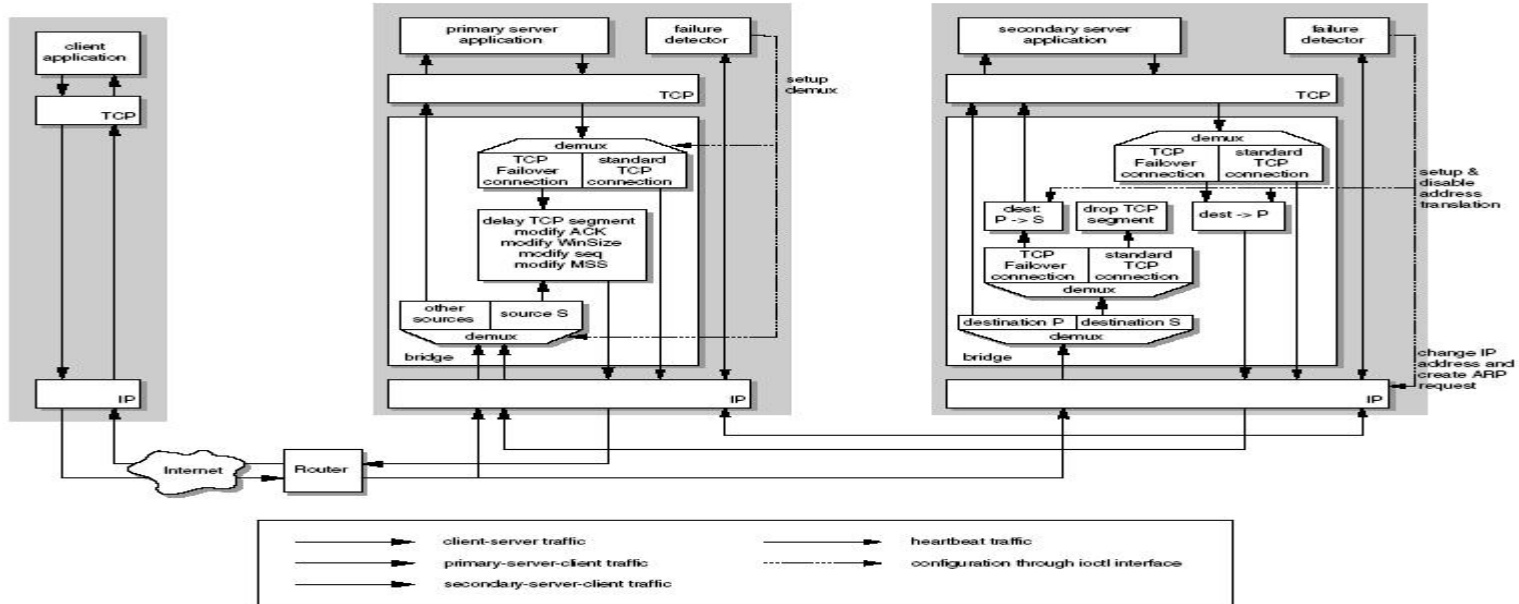 client
application
TCP
IP
Internet
Router
primary server
application
failure
detector
TCP
setup
demux
demux
TCP
Failover
connection
standard
TCP
connection
delay TCP segment
modify ACK
modify WinSize
modify seq
modify MSS
other
sources
source S
demux
bridge
IP
secondary server
application
failure
detector
TCP
demux
TCP
Failover
connection
standard
TCP
connection
setup &
disable
address
translation
dest:
P -> S
drop TCP
segment
dest -> P
TCP
Failover
connection
standard
TCP
connection
demux
destination P
destination S
demux
bridge
change IP
address and
create ARP
request
IP
client-server traffic
primary-server-client traffic
secondary-server-client traffic
heartbeat traffic
configuration through ioctl interface